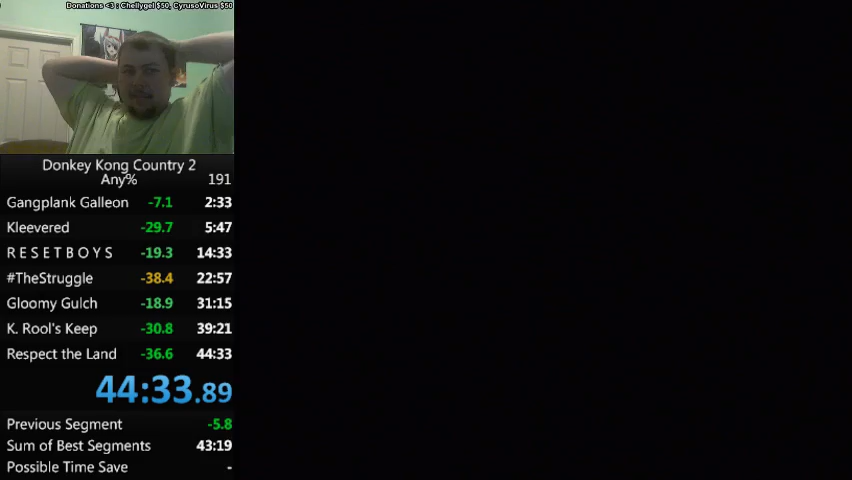 Donations <3 : Chellygel $50, CyrusoVirus $50
Donkey Kong Country 2
Any% 191
Gangplank Galleon -7.1 2:33
Kleevered -29.7 5:47
R E S E T B O Y S -19.3 14:33
#TheStruggle -38.4 22:57
Gloomy Gulch -18.9 31:15
K. Rool's Keep -30.8 39:21
Respect the Land -36.6 44:33
44:33.89
Previous Segment -5.8
Sum of Best Segments 43:19
Possible Time Save -